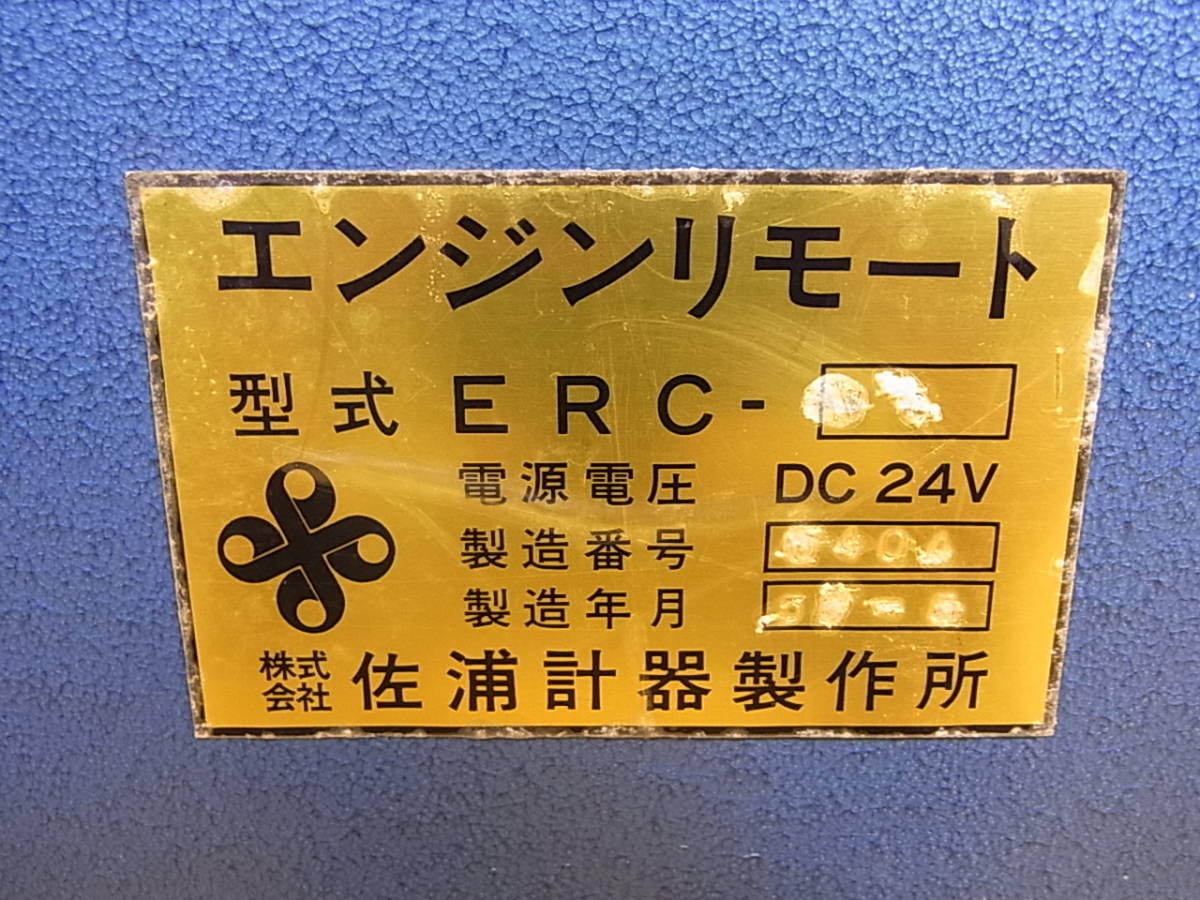 エンジンリモート
型式 ERC-
電源電圧 DC 24V
製造番号
製造年月
株式会社 佐浦計器製作所